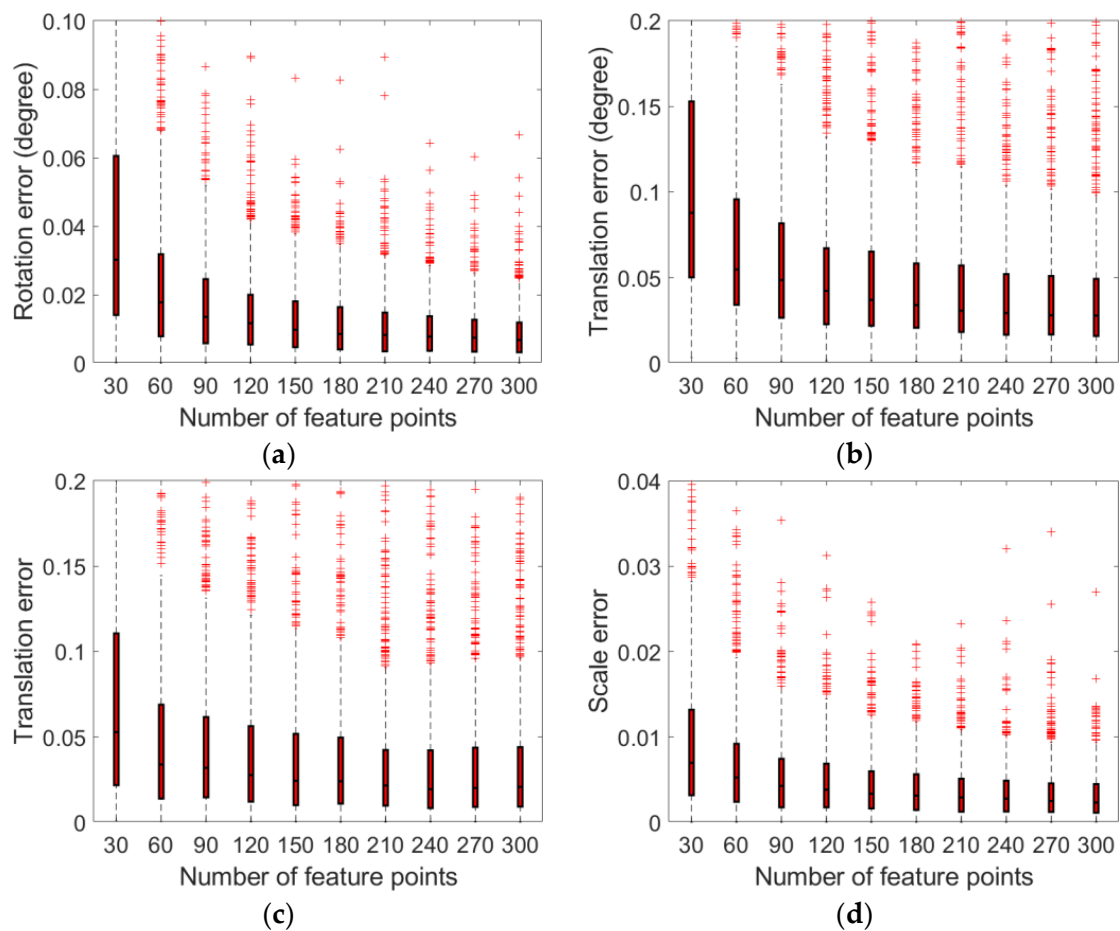 0.10
0.08
0.06
0.04
0.02
0
Rotation error (degree)
30 60 90 120 150 180 210 240 270 300
Number of feature points
(a)
0.2
0.15
0.1
0.05
0
Translation error (degree)
30 60 90 120 150 180 210 240 270 300
Number of feature points
(b)
0.2
0.15
0.1
0.05
0
Translation error
30 60 90 120 150 180 210 240 270 300
Number of feature points
(c)
0.04
0.03
0.02
0.01
0
Scale error
30 60 90 120 150 180 210 240 270 300
Number of feature points
(d)